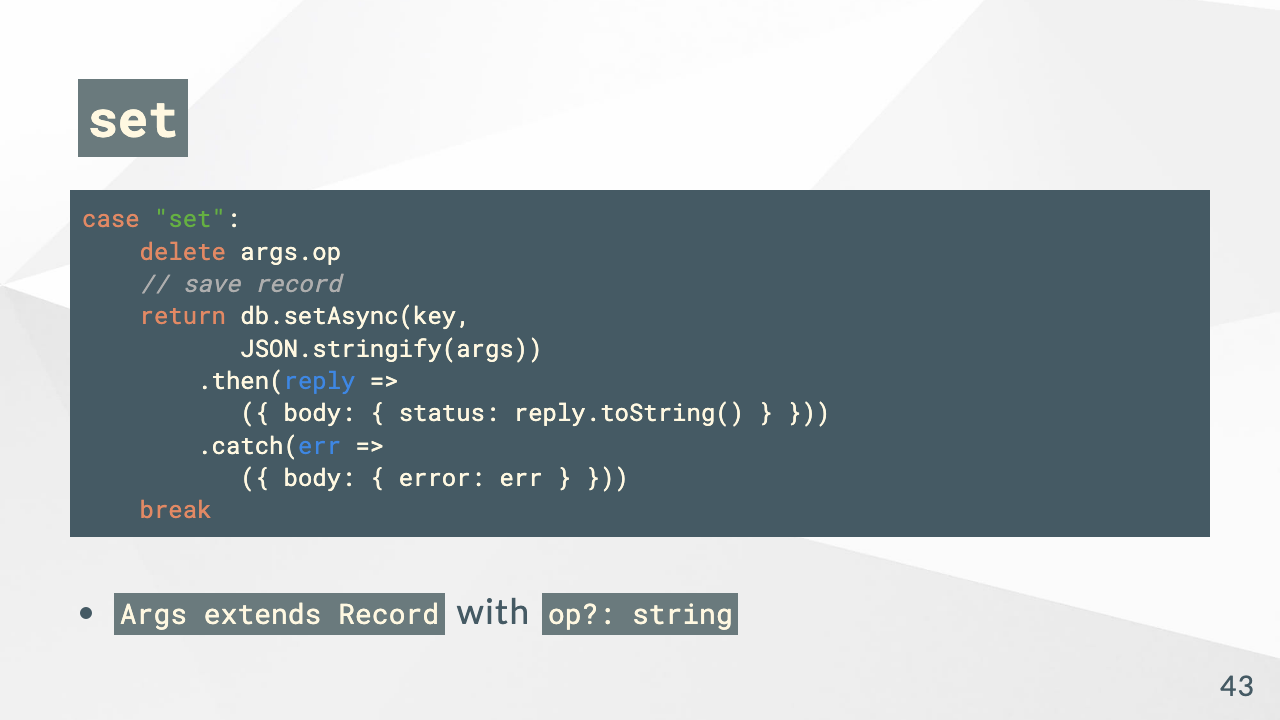 set
case "set":
    delete args.op
    // save record
    return db.setAsync(key,
           JSON.stringify(args))
        .then(reply =>
           ({ body: { status: reply.toString() } }))
        .catch(err =>
           ({ body: { error: err } }))
    break
• Args extends Record with op?: string
43